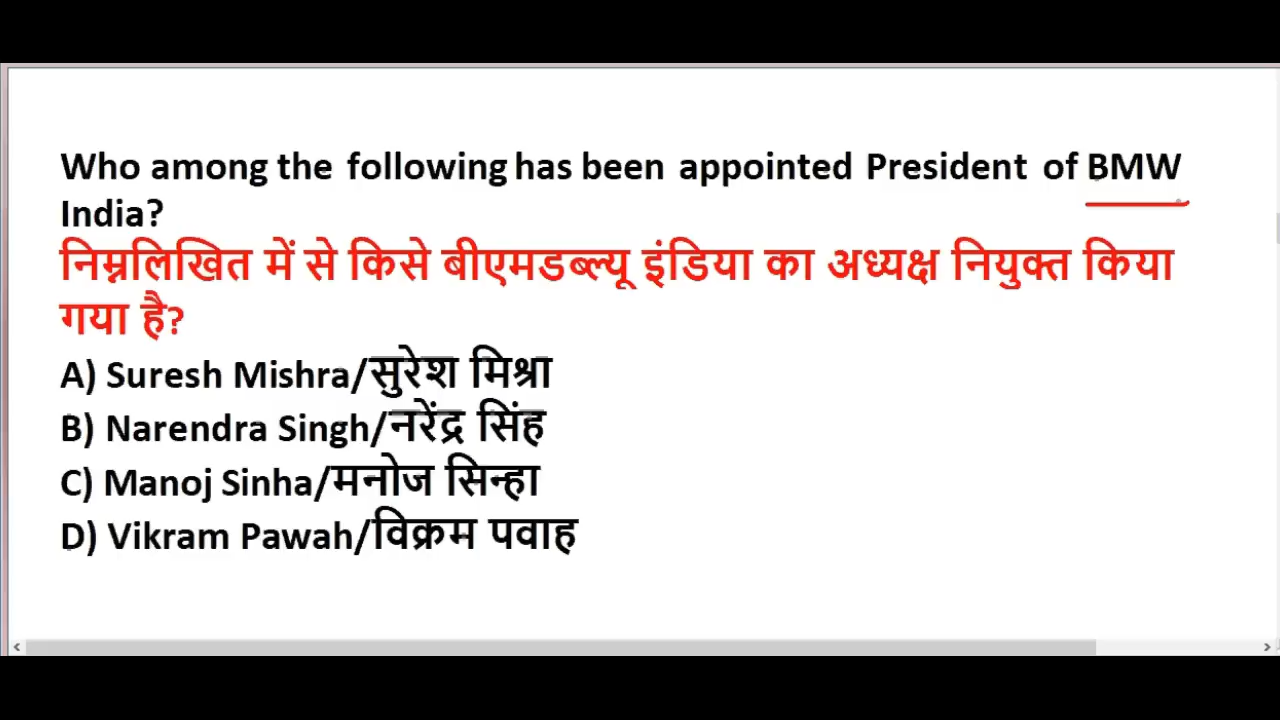 Who among the following has been appointed President of BMW
India?
निम्नलिखित में से किसे बीएमडब्ल्यू इंडिया का अध्यक्ष नियुक्त किया
गया है?
A) Suresh Mishra/सुरेश मिश्रा
B) Narendra Singh/नरेंद्र सिंह
C) Manoj Sinha/मनोज सिन्हा
D) Vikram Pawah/विक्रम पवाह